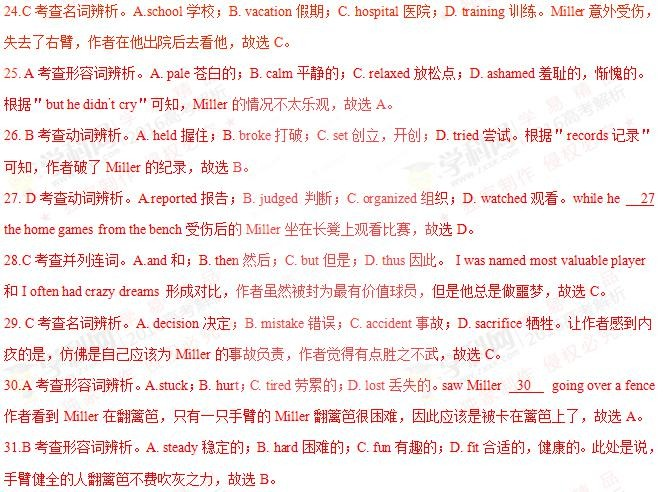 24.C 考查名词辨析。A.school 学校；B. vacation 假期；C. hospital 医院；D. training 训练。Miller 意外受伤，
失去了右臂，作者在他出院后去看他，故选 C。
25. A 考查形容词辨析。A. pale 苍白的；B. calm 平静的；C. relaxed 放松点；D. ashamed 羞耻的，惭愧的。
根据＂but he didn't cry＂可知，Miller 的情况不太乐观，故选 A。
26. B 考查动词辨析。A. held 握住；B. broke 打破；C. set 创立，开创；D. tried 尝试。根据＂records 记录＂
可知，作者破了 Miller 的纪录，故选 B。
27. D 考查动词辨析。A.reported 报告；B. judged 判断；C. organized 组织；D. watched 观看。while he __27
the home games from the bench 受伤后的 Miller 坐在长凳上观看比赛，故选 D。
28.C 考查并列连词。A.and 和；B. then 然后；C. but 但是；D. thus 因此。I was named most valuable player
和 I often had crazy dreams 形成对比，作者虽然被封为最有价值球员，但是他总是做噩梦，故选 C。
29. C 考查名词辨析。A. decision 决定；B. mistake 错误；C. accident 事故；D. sacrifice 牺牲。让作者感到内
疚的是，仿佛是自己应该为 Miller 的事故负责，作者觉得有点胜之不武，故选 C。
30.A 考查形容词辨析。A.stuck；B. hurt；C. tired 劳累的；D. lost 丢失的。saw Miller __30__ going over a fence
作者看到 Miller 在翻篱笆，只有一只手臂的 Miller 翻篱笆很困难，因此应该是被卡在篱笆上了，故选 A。
31.B 考查形容词辨析。A. steady 稳定的；B. hard 困难的；C. fun 有趣的；D. fit 合适的，健康的。此处是说，
手臂健全的人翻篱笆不费吹灰之力，故选 B。